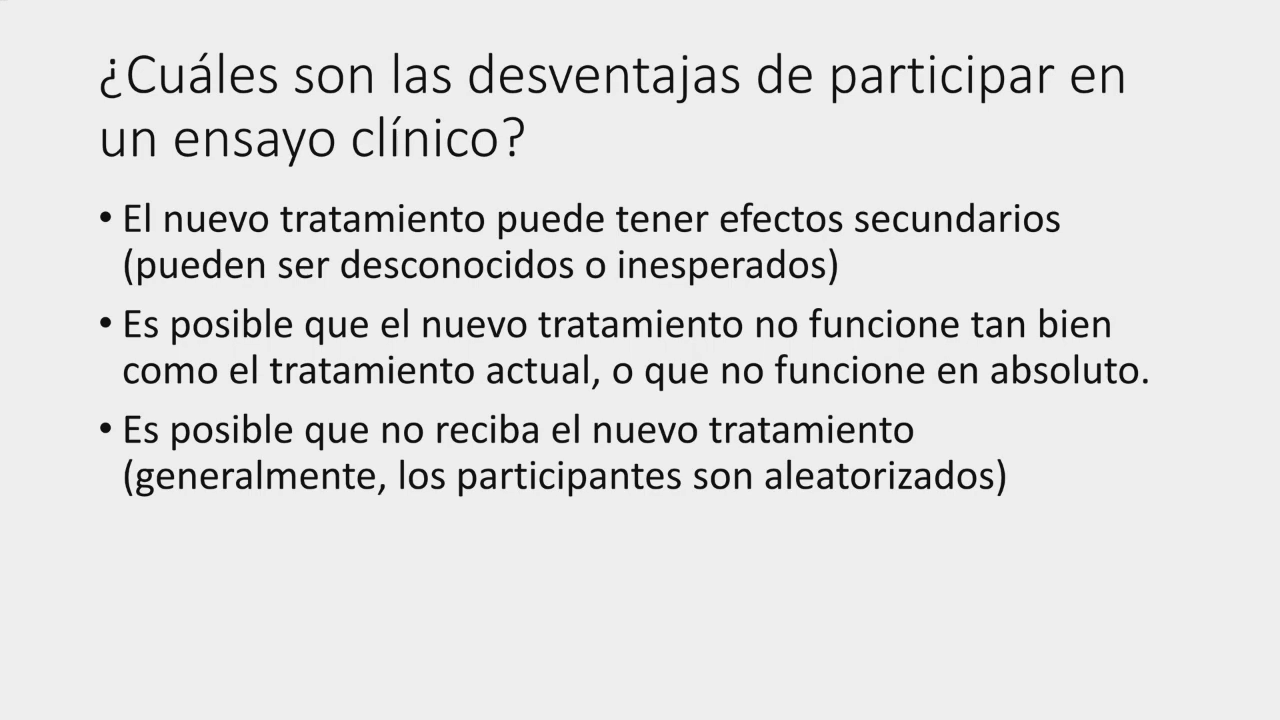 ¿Cuáles son las desventajas de participar en
un ensayo clínico?
• El nuevo tratamiento puede tener efectos secundarios
(pueden ser desconocidos o inesperados)
• Es posible que el nuevo tratamiento no funcione tan bien
como el tratamiento actual, o que no funcione en absoluto.
• Es posible que no reciba el nuevo tratamiento
(generalmente, los participantes son aleatorizados)